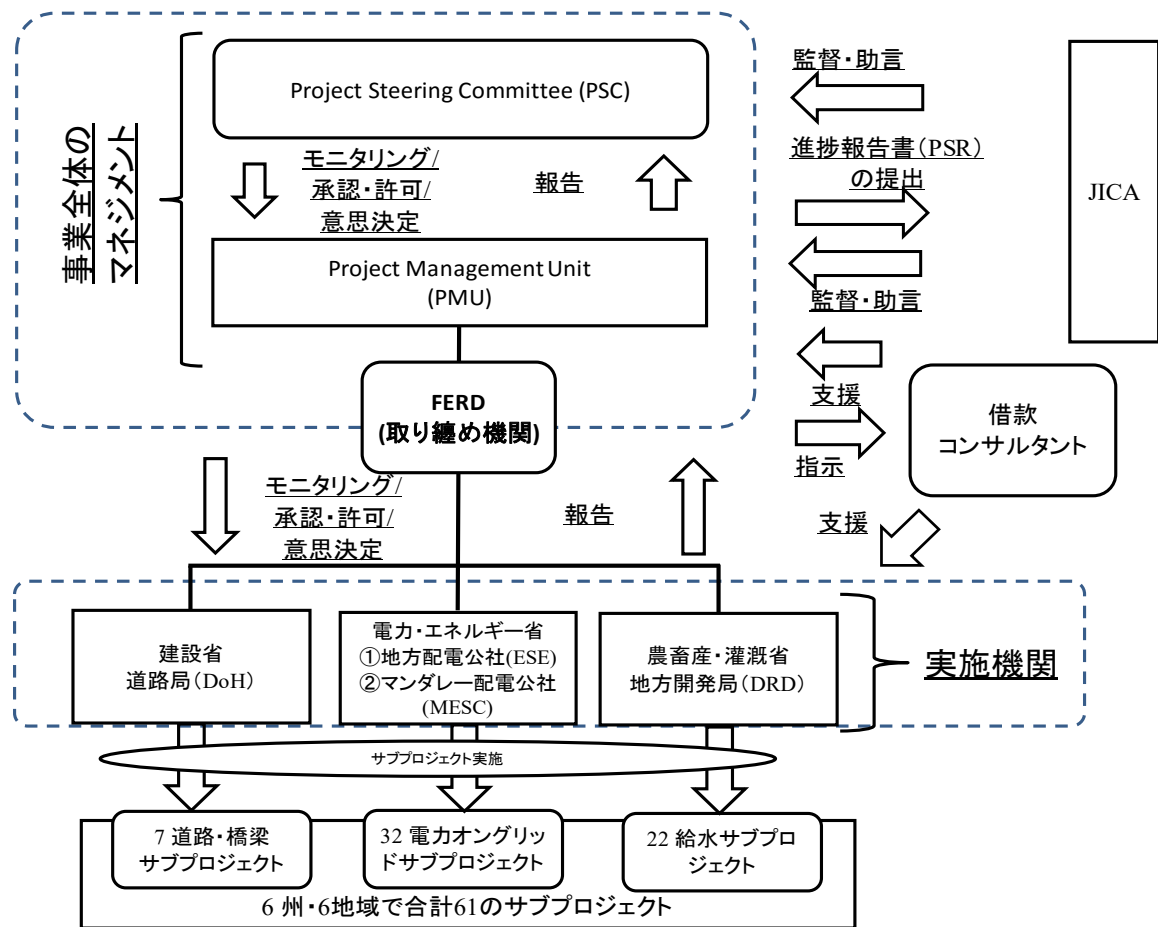 事業全体の
マネジメント
Project Steering Committee (PSC)
モニタリング/
承認・許可/
意思決定
報告
Project Management Unit
(PMU)
FERD
(取り纏め機関)
監督・助言
進捗報告書(PSR)
の提出
監督・助言
JICA
支援
指示
借款
コンサルタント
支援
モニタリング/
承認・許可/
意思決定
報告
建設省
道路局(DoH)
電力・エネルギー省
①地方配電公社(ESE)
②マンダレー配電公社
(MESC)
農畜産・灌漑省
地方開発局(DRD)
実施機関
サブプロジェクト実施
7 道路・橋梁
サブプロジェクト
32 電力オングリッ
ドサブプロジェクト
22 給水サブプロ
ジェクト
6 州・6地域で合計61のサブプロジェクト